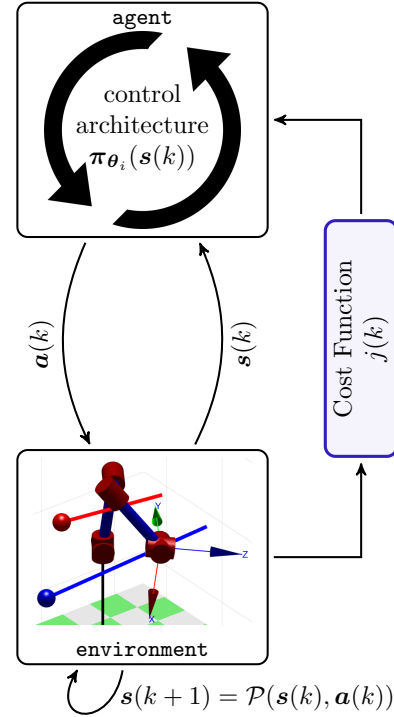 agent
control
architecture
π_θ_i(s(k))
a(k)
s(k)
Cost Function
j(k)
Y
Z
X
environment
s(k + 1) = 𝒫(s(k), a(k))